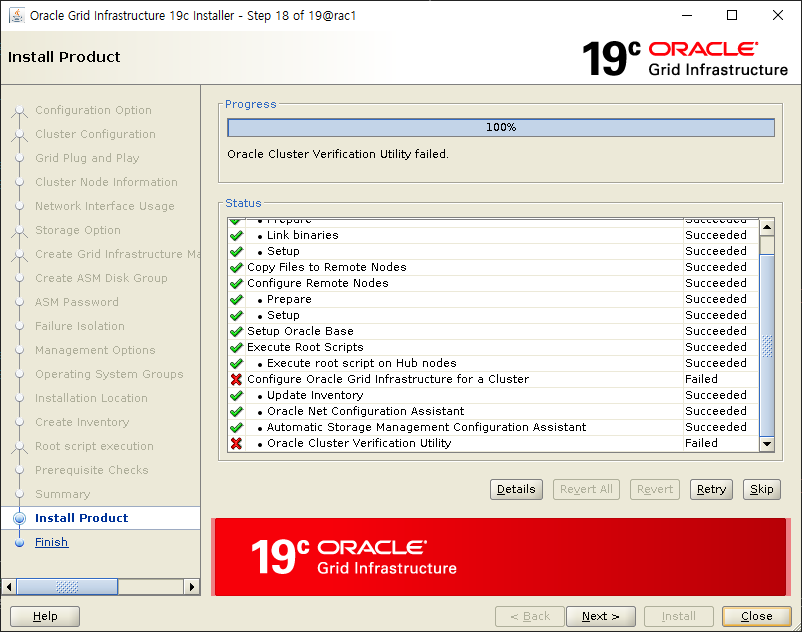 Oracle Grid Infrastructure 19c Installer - Step 18 of 19@rac1
Install Product
19c ORACLE
Grid Infrastructure
Configuration Option
Cluster Configuration
Grid Plug and Play
Cluster Node Information
Network Interface Usage
Storage Option
Create Grid Infrastructure Ma
Create ASM Disk Group
ASM Password
Failure Isolation
Management Options
Operating System Groups
Installation Location
Create Inventory
Root script execution
Prerequisite Checks
Summary
Install Product
Finish
Progress
100%
Oracle Cluster Verification Utility failed.
Status
• Prepare Succeeded
• Link binaries Succeeded
• Setup Succeeded
Copy Files to Remote Nodes Succeeded
Configure Remote Nodes Succeeded
• Prepare Succeeded
• Setup Succeeded
Setup Oracle Base Succeeded
Execute Root Scripts Succeeded
• Execute root script on Hub nodes Succeeded
Configure Oracle Grid Infrastructure for a Cluster Failed
• Update Inventory Succeeded
• Oracle Net Configuration Assistant Succeeded
• Automatic Storage Management Configuration Assistant Succeeded
• Oracle Cluster Verification Utility Failed
Details Revert All Revert Retry Skip
19c ORACLE
Grid Infrastructure
Help < Back Next > Install Close